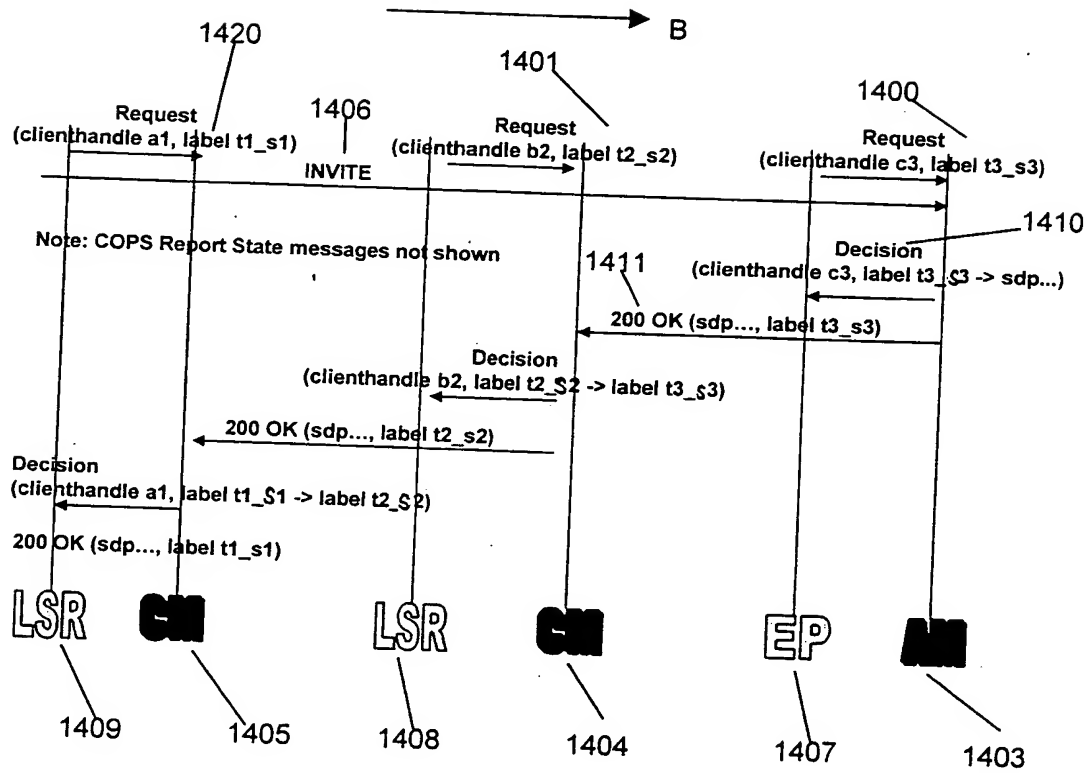 B
1420
1401
1400
1406
Request
(clienthandle a1, label t1_s1)
Request
(clienthandle b2, label t2_s2)
Request
(clienthandle c3, label t3_s3)
INVITE
1410
Note: COPS Report State messages not shown
Decision
(clienthandle c3, label t3_s3 -> sdp...)
1411
200 OK (sdp..., label t3_s3)
Decision
(clienthandle b2, label t2_S2 -> label t3_s3)
200 OK (sdp..., label t2_s2)
Decision
(clienthandle a1, label t1_S1 -> label t2_S2)
200 OK (sdp..., label t1_s1)
LSR CM LSR CM EP AM
1409 1405 1408 1404 1407 1403